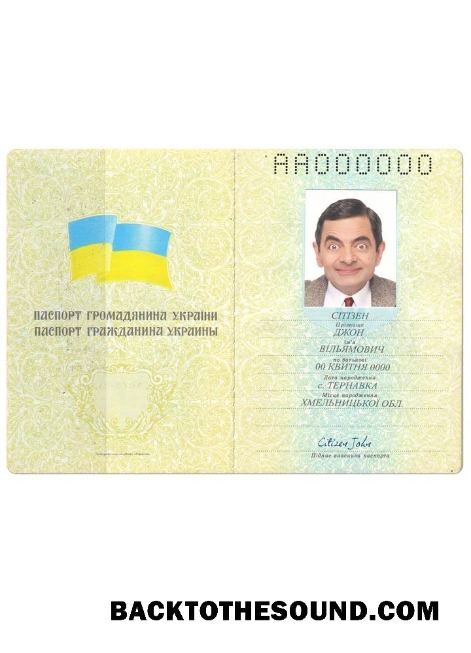 АА000000
ПАСПОРТ ГРОМАДЯНИНА УКРАЇНИ
ПАСПОРТ ГРАЖДАНИНА УКРАИНЫ
СІТІЗЕН
Прізвище
ДЖОН
Ім'я
ВІЛЬЯМОВИЧ
по батькові
00 КВІТНЯ 0000
Дата народження
с. ТЕРНАВКА
Місце народження
ХМЕЛЬНИЦЬКОЇ ОБЛ.
Citizen John
Підпис власника паспорта
BACKTOTHESOUND.COM